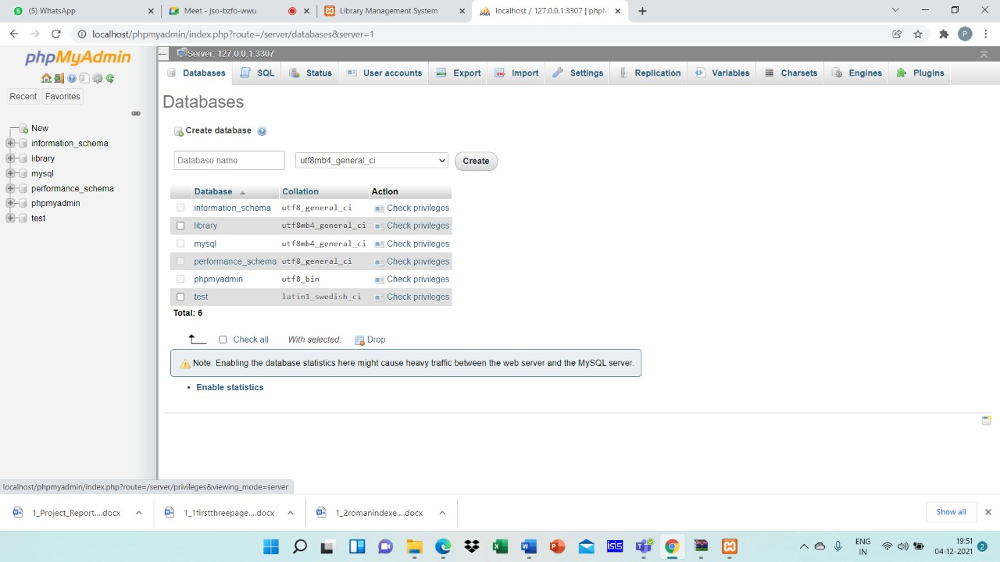 (5) WhatsApp
Meet - jso-bzfo-wwu
Library Management System
localhost / 127.0.0.1:3307 | phpM
localhost/phpmyadmin/index.php?route=/server/databases&server=1
P
phpMyAdmin
Recent
Favorites
New
information_schema
library
mysql
performance_schema
phpmyadmin
test
Server: 127.0.0.1:3307
Databases
SQL
Status
User accounts
Export
Import
Settings
Replication
Variables
Charsets
Engines
Plugins
Databases
Create database
Database name
utf8mb4_general_ci
Create
Database Collation Action
information_schema utf8_general_ci Check privileges
library utf8mb4_general_ci Check privileges
mysql utf8mb4_general_ci Check privileges
performance_schema utf8_general_ci Check privileges
phpmyadmin utf8_bin Check privileges
test latin1_swedish_ci Check privileges
Total: 6
Check all With selected: Drop
Note: Enabling the database statistics here might cause heavy traffic between the web server and the MySQL server.
• Enable statistics
localhost/phpmyadmin/index.php?route=/server/privileges&viewing_mode=server
1_Project_Report....docx
1_1firstthreepage....docx
1_2romanindexe....docx
Show all
ENG
IN
19:51
04-12-2021
2